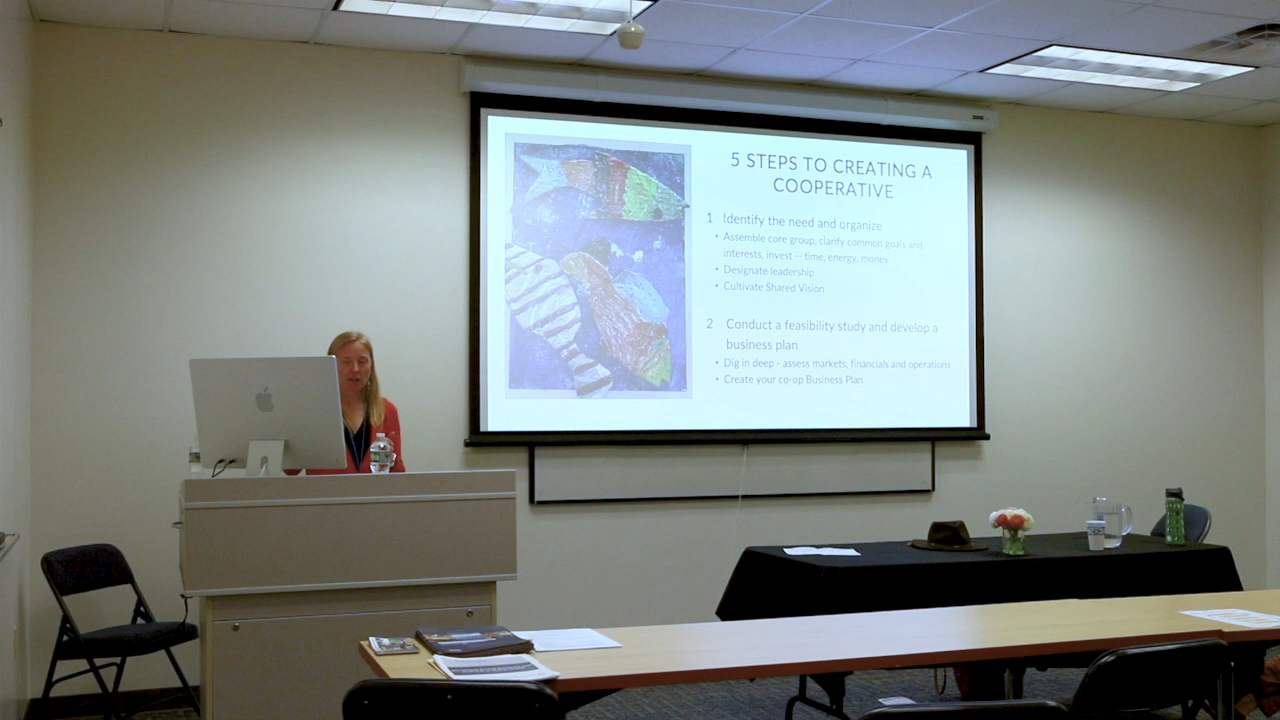 5 STEPS TO CREATING A
COOPERATIVE
1 Identify the need and organize
• Assemble core group, clarify common goals and
interests, invest -- time, energy, money
• Designate leadership
• Cultivate Shared Vision
2 Conduct a feasibility study and develop a
business plan
• Dig in deep - assess markets, financials and operations
• Create your co-op Business Plan